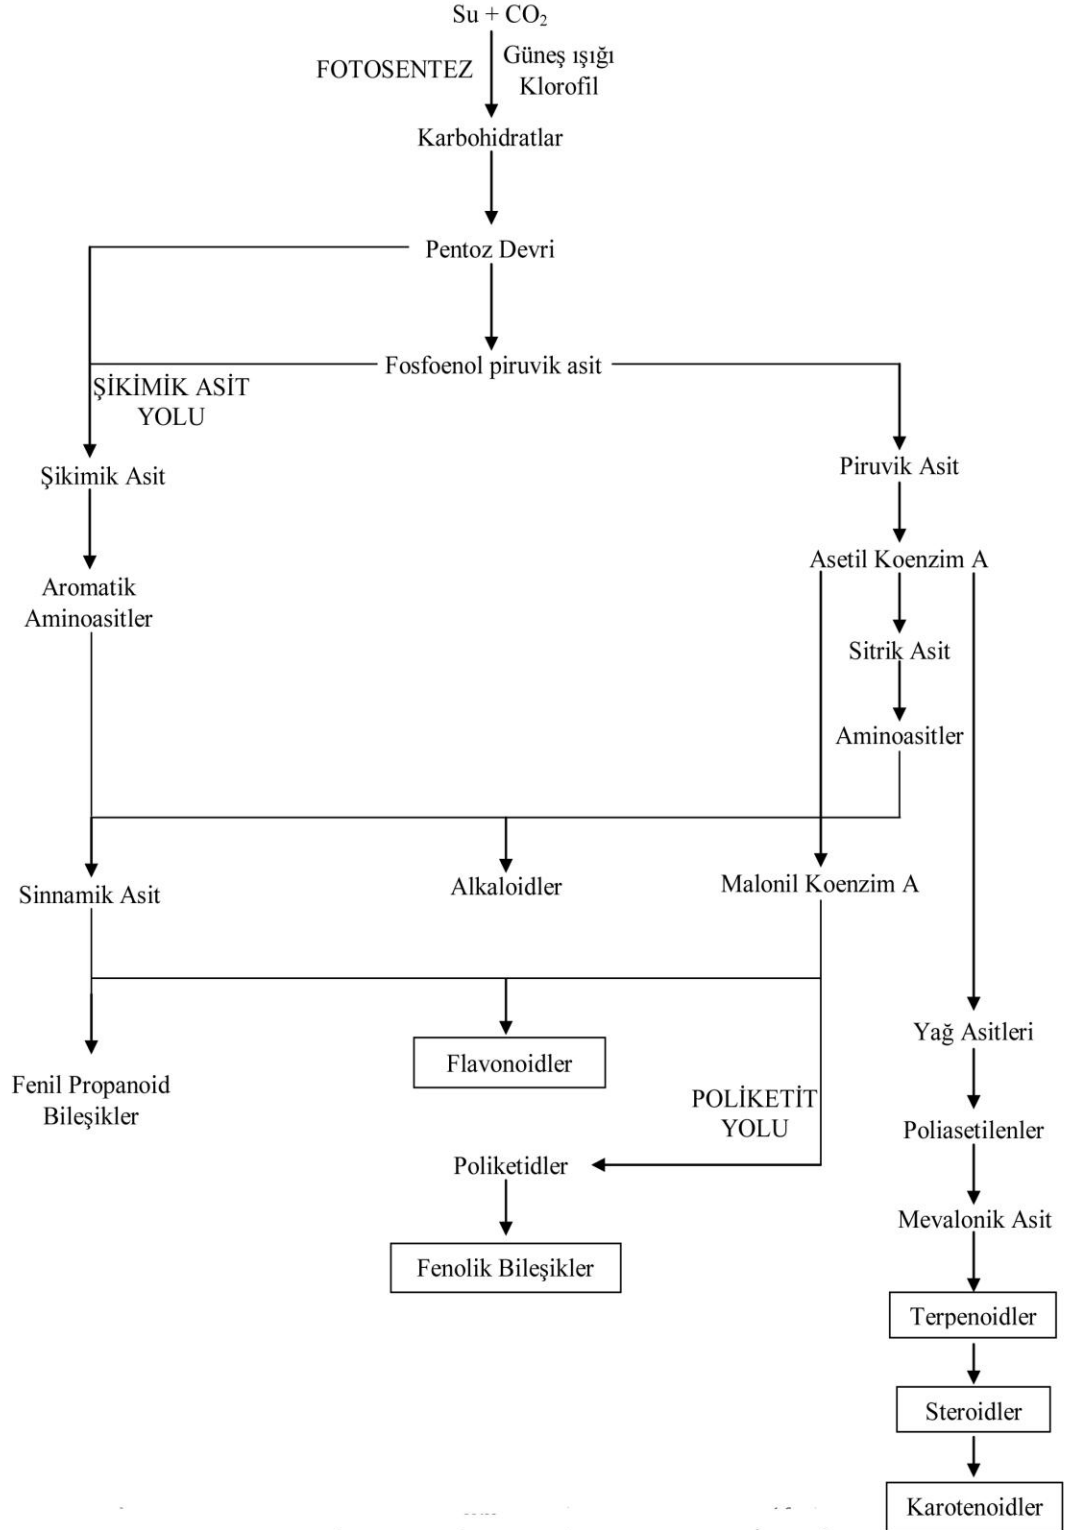 Su + CO₂
FOTOSENTEZ
Güneş ışığı
Klorofil
Karbohidratlar
Pentoz Devri
Fosfoenol piruvik asit
ŞİKİMİK ASİT
YOLU
Şikimik Asit
Piruvik Asit
Asetil Koenzim A
Aromatik
Aminoasitler
Sitrik Asit
Aminoasitler
Sinnamik Asit
Alkaloidler
Malonil Koenzim A
Flavonoidler
Yağ Asitleri
Fenil Propanoid
Bileşikler
POLİKETİT
YOLU
Poliasetilenler
Poliketidler
Mevalonik Asit
Fenolik Bileşikler
Terpenoidler
Steroidler
Karotenoidler